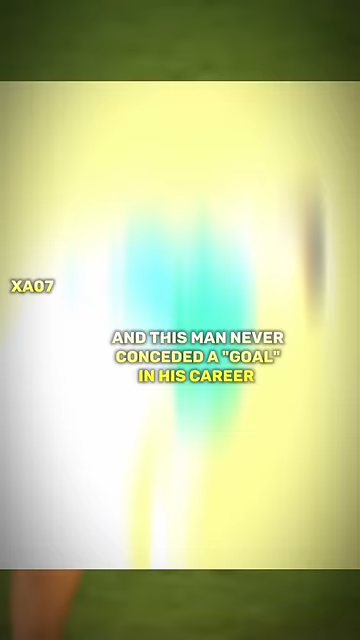 XA07
AND THIS MAN NEVER
CONCEDED A "GOAL"
IN HIS CAREER